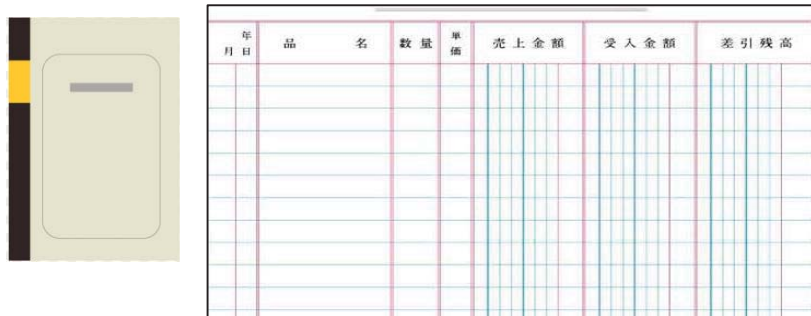 年
月 日
品 名
数 量
単価
売 上 金 額
受 入 金 額
差 引 残 高